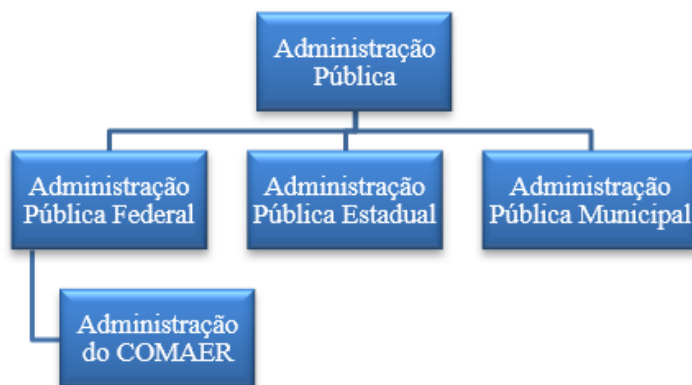 Administração
Pública
Administração
Pública Federal
Administração
Pública Estadual
Administração
Pública Municipal
Administração
do COMAER